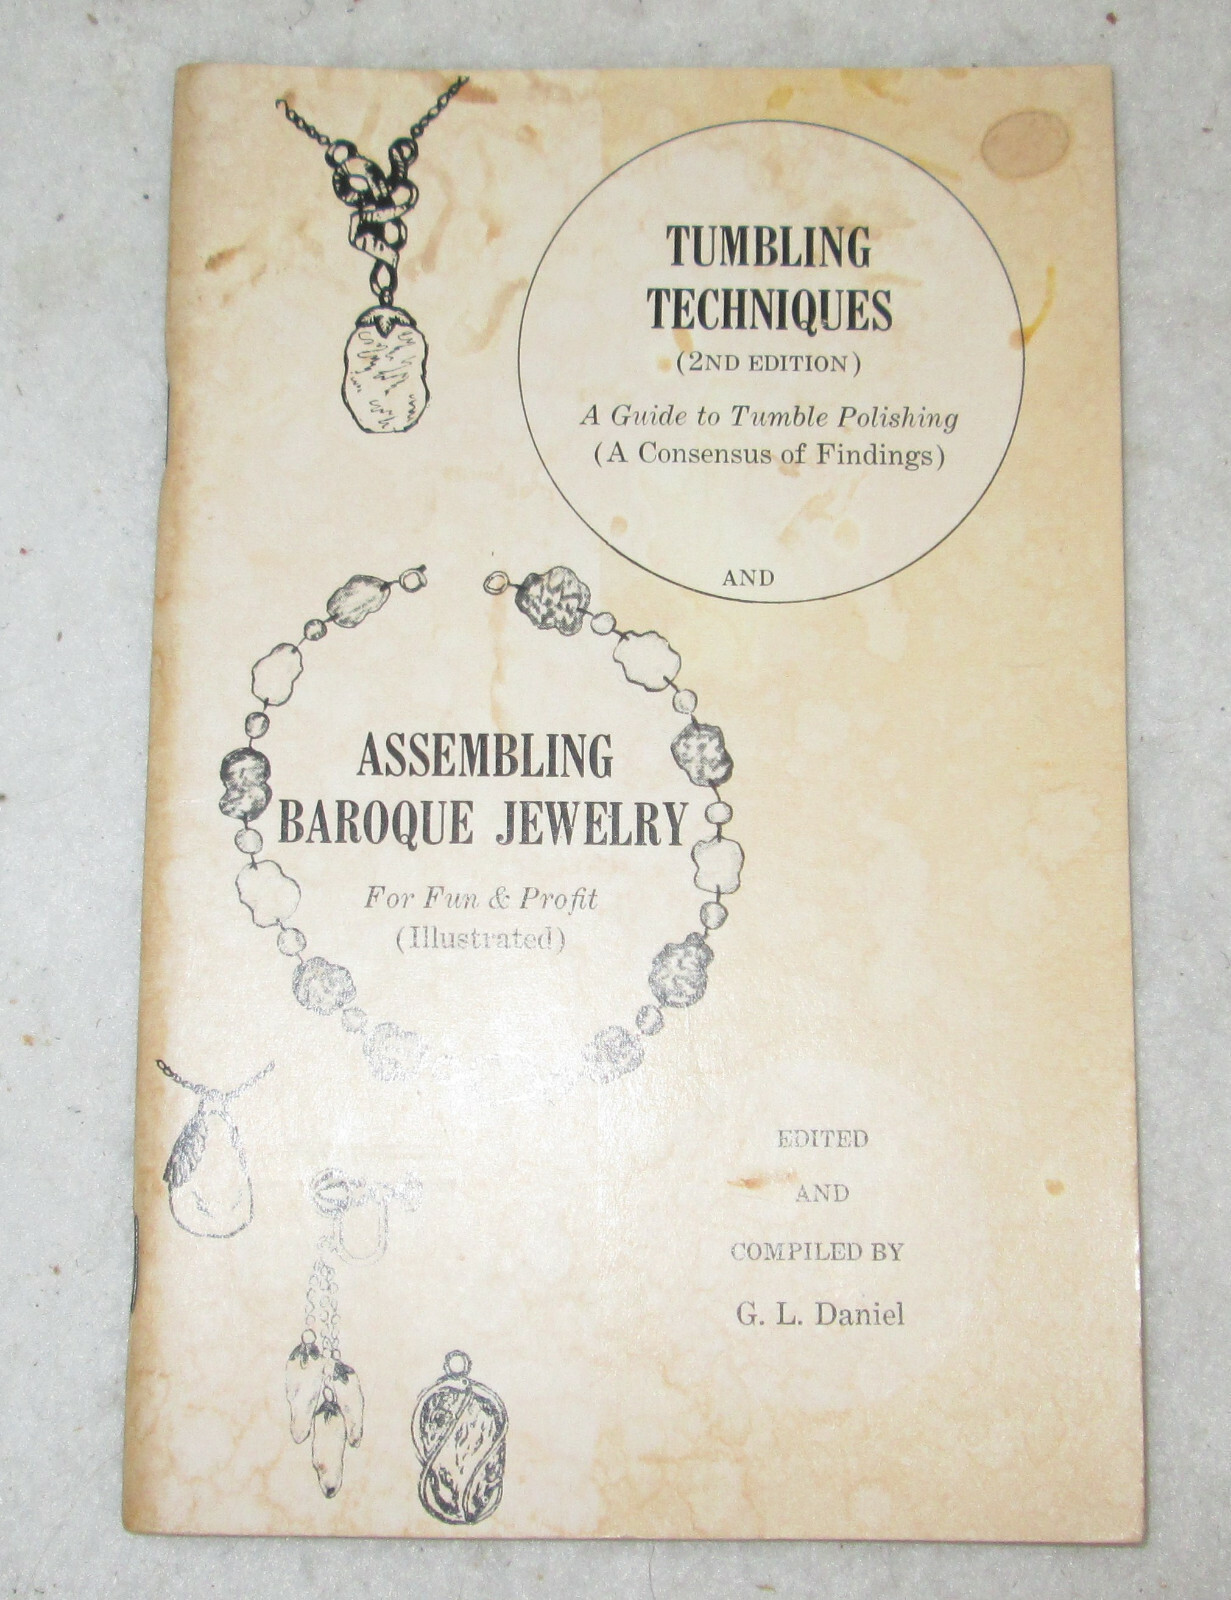 TUMBLING
TECHNIQUES
(2ND EDITION)
A Guide to Tumble Polishing
(A Consensus of Findings)
AND
ASSEMBLING
BAROQUE JEWELRY
For Fun & Profit
(Illustrated)
EDITED
AND
COMPILED BY
G. L. Daniel